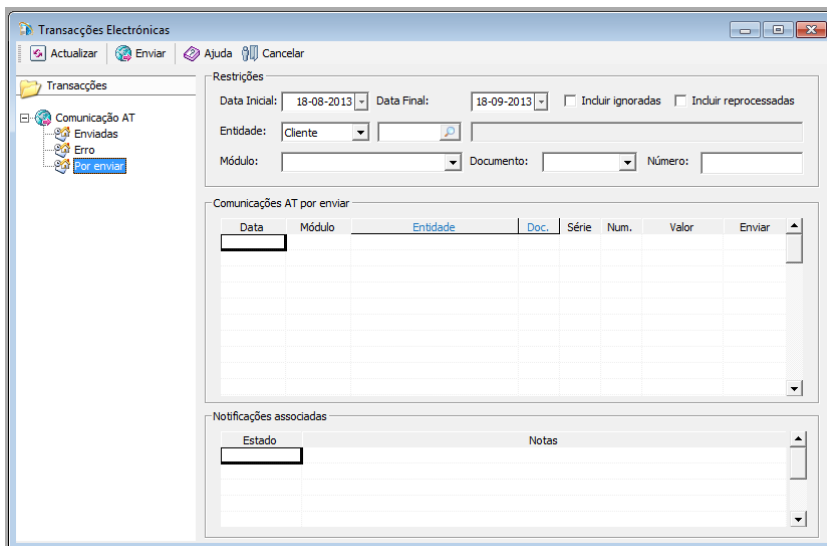 Transacções Electrónicas
Actualizar Enviar Ajuda Cancelar
Transacções
Comunicação AT
Enviadas
Erro
Por enviar
Restrições
Data Inicial: 18-08-2013 Data Final: 18-09-2013 Incluir ignoradas Incluir reprocessadas
Entidade: Cliente
Módulo: Documento: Número:
Comunicações AT por enviar
Data Módulo Entidade Doc. Série Num. Valor Enviar
Notificações associadas
Estado Notas